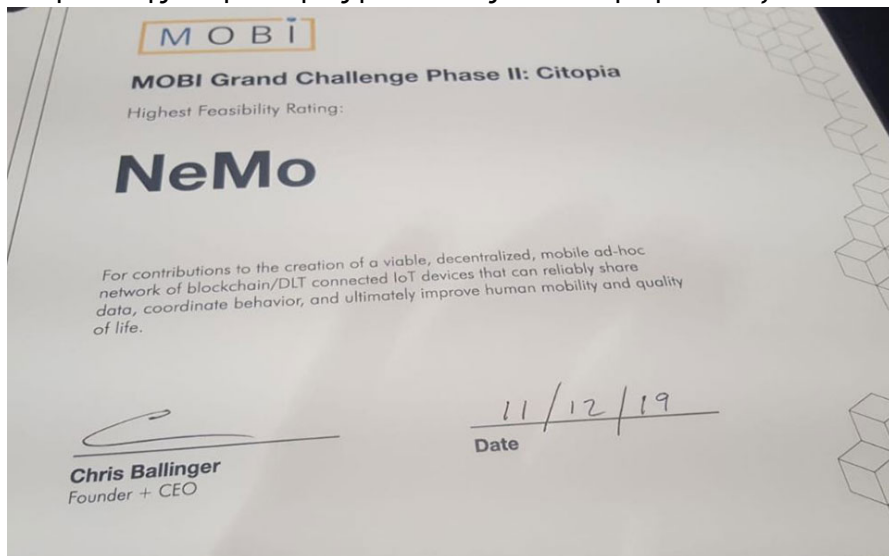 MOBI
MOBI Grand Challenge Phase II: Citopia
Highest Feasibility Rating:
NeMo
For contributions to the creation of a viable, decentralized, mobile ad-hoc
network of blockchain/DLT connected IoT devices that can reliably share
data, coordinate behavior, and ultimately improve human mobility and quality
of life.
11/12/19
Date
Chris Ballinger
Founder + CEO